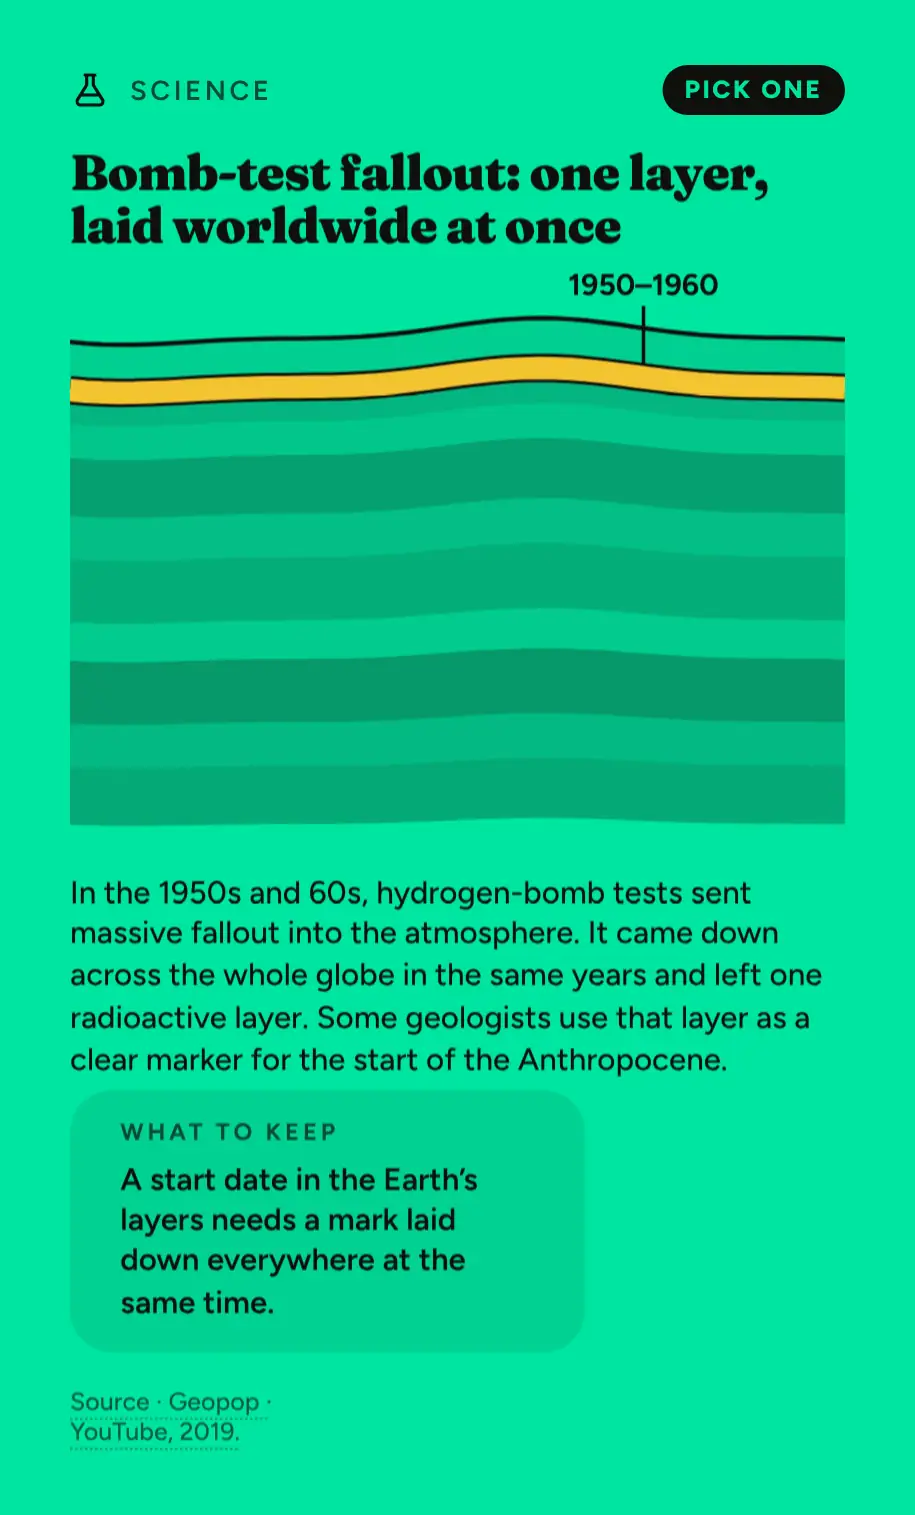 SCIENCE
PICK ONE
Bomb-test fallout: one layer,
laid worldwide at once
1950–1960
In the 1950s and 60s, hydrogen-bomb tests sent
massive fallout into the atmosphere. It came down
across the whole globe in the same years and left one
radioactive layer. Some geologists use that layer as a
clear marker for the start of the Anthropocene.
WHAT TO KEEP
A start date in the Earth’s
layers needs a mark laid
down everywhere at the
same time.
Source · Geopop ·
YouTube, 2019.